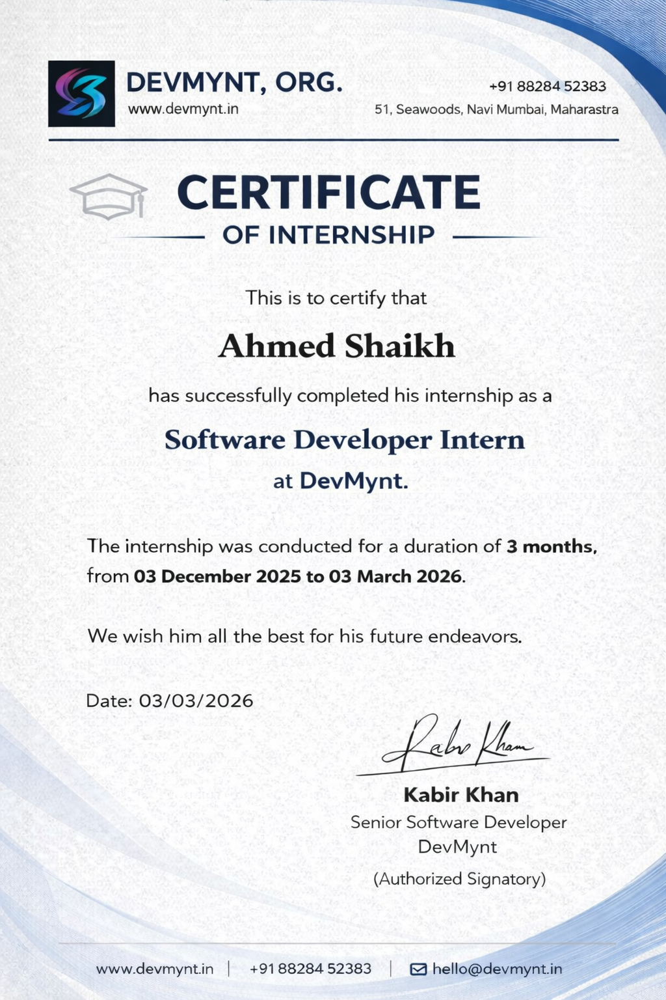 DEVMYNT, ORG.
www.devmynt.in
+91 88284 52383
51, Seawoods, Navi Mumbai, Maharastra
CERTIFICATE
OF INTERNSHIP
This is to certify that
Ahmed Shaikh
has successfully completed his internship as a
Software Developer Intern
at DevMynt.
The internship was conducted for a duration of 3 months,
from 03 December 2025 to 03 March 2026.
We wish him all the best for his future endeavors.
Date: 03/03/2026
Kabir Khan
Kabir Khan
Senior Software Developer
DevMynt
(Authorized Signatory)
www.devmynt.in | +91 88284 52383 | hello@devmynt.in